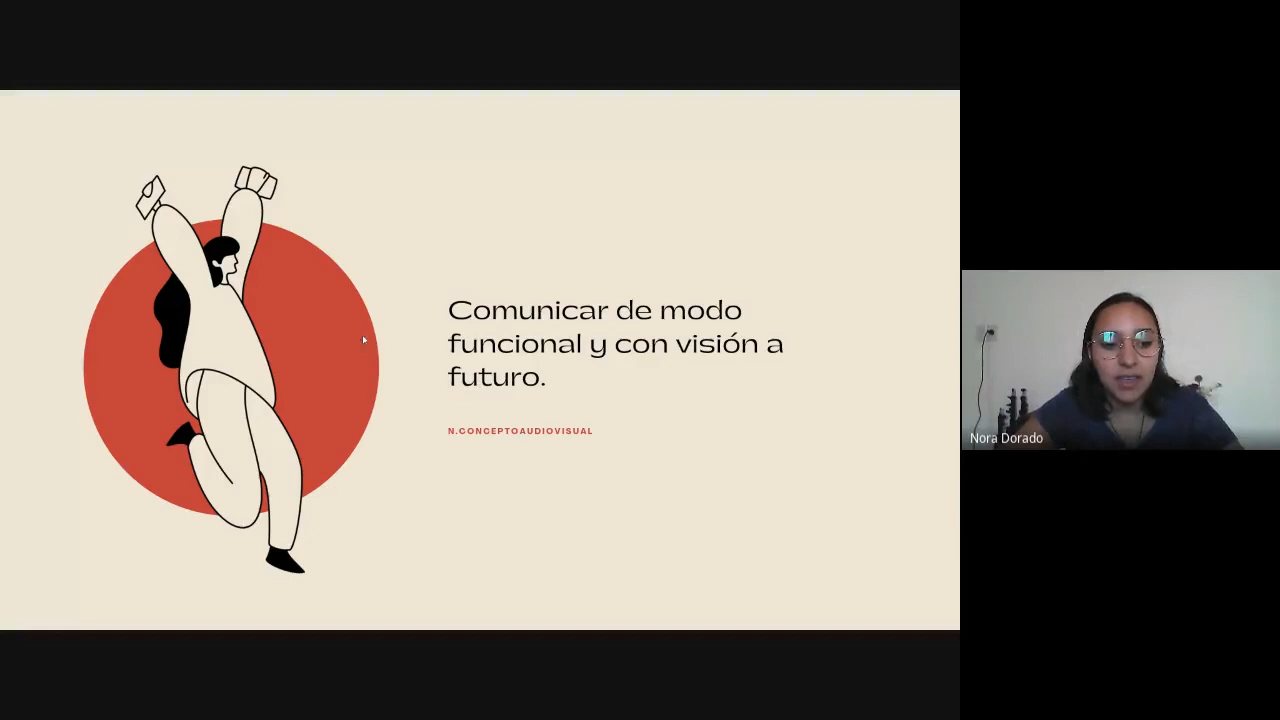 Comunicar de modo
funcional y con visión a
futuro.
N.CONCEPTOAUDIOVISUAL
Nora Dorado